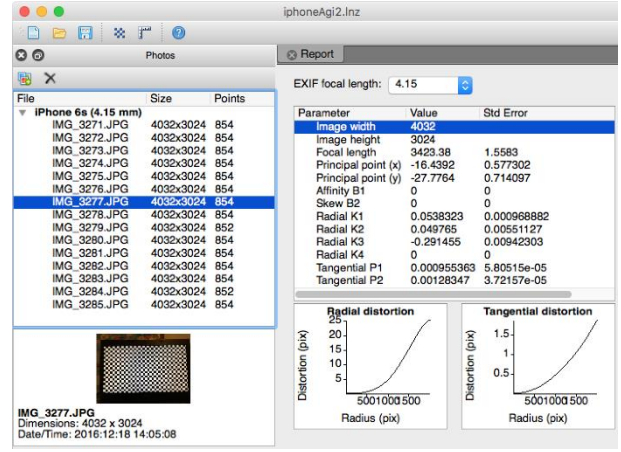 iphoneAgi2.lnz
Photos
File Size Points
iPhone 6s (4.15 mm)
IMG_3271.JPG 4032x3024 854
IMG_3272.JPG 4032x3024 854
IMG_3273.JPG 4032x3024 854
IMG_3274.JPG 4032x3024 854
IMG_3275.JPG 4032x3024 854
IMG_3276.JPG 4032x3024 854
IMG_3277.JPG 4032x3024 854
IMG_3278.JPG 4032x3024 854
IMG_3279.JPG 4032x3024 852
IMG_3280.JPG 4032x3024 854
IMG_3281.JPG 4032x3024 854
IMG_3282.JPG 4032x3024 854
IMG_3283.JPG 4032x3024 854
IMG_3284.JPG 4032x3024 852
IMG_3285.JPG 4032x3024 854
IMG_3277.JPG
Dimensions: 4032 x 3024
Date/Time: 2016:12:18 14:05:08
Report
EXIF focal length: 4.15
Parameter Value Std Error
Image width 4032
Image height 3024
Focal length 3423.38 1.5583
Principal point (x) -16.4392 0.577302
Principal point (y) -27.7764 0.714097
Affinity B1 0 0
Skew B2 0 0
Radial K1 0.0538323 0.000968882
Radial K2 0.049765 0.00551127
Radial K3 -0.291455 0.00942303
Radial K4 0 0
Tangential P1 0.000955363 5.80515e-05
Tangential P2 0.00128347 3.72157e-05
Radial distortion
Distortion (pix)
25
20
15
10
5
500 1000 1500
Radius (pix)
Tangential distortion
Distortion (pix)
1.5
1
0.5
500 1000 1500
Radius (pix)